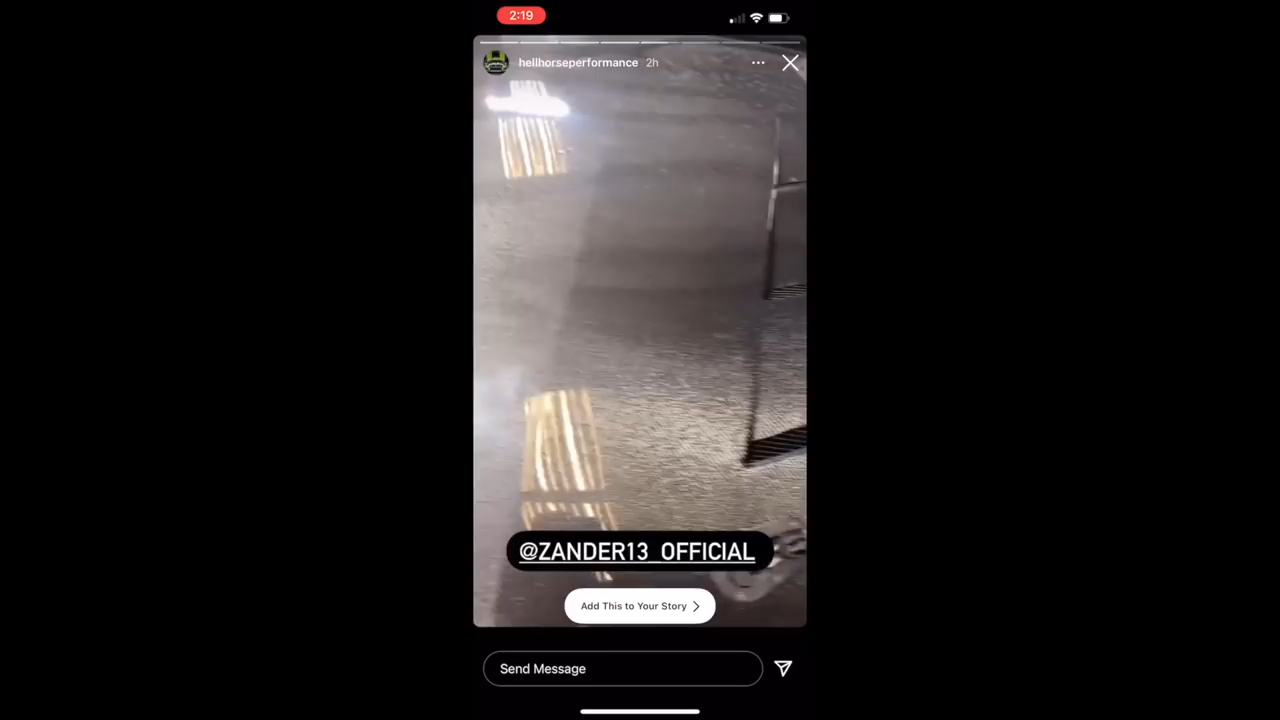 2:19
hellhorseperformance 2h
@ZANDER13_OFFICIAL
Add This to Your Story
Send Message